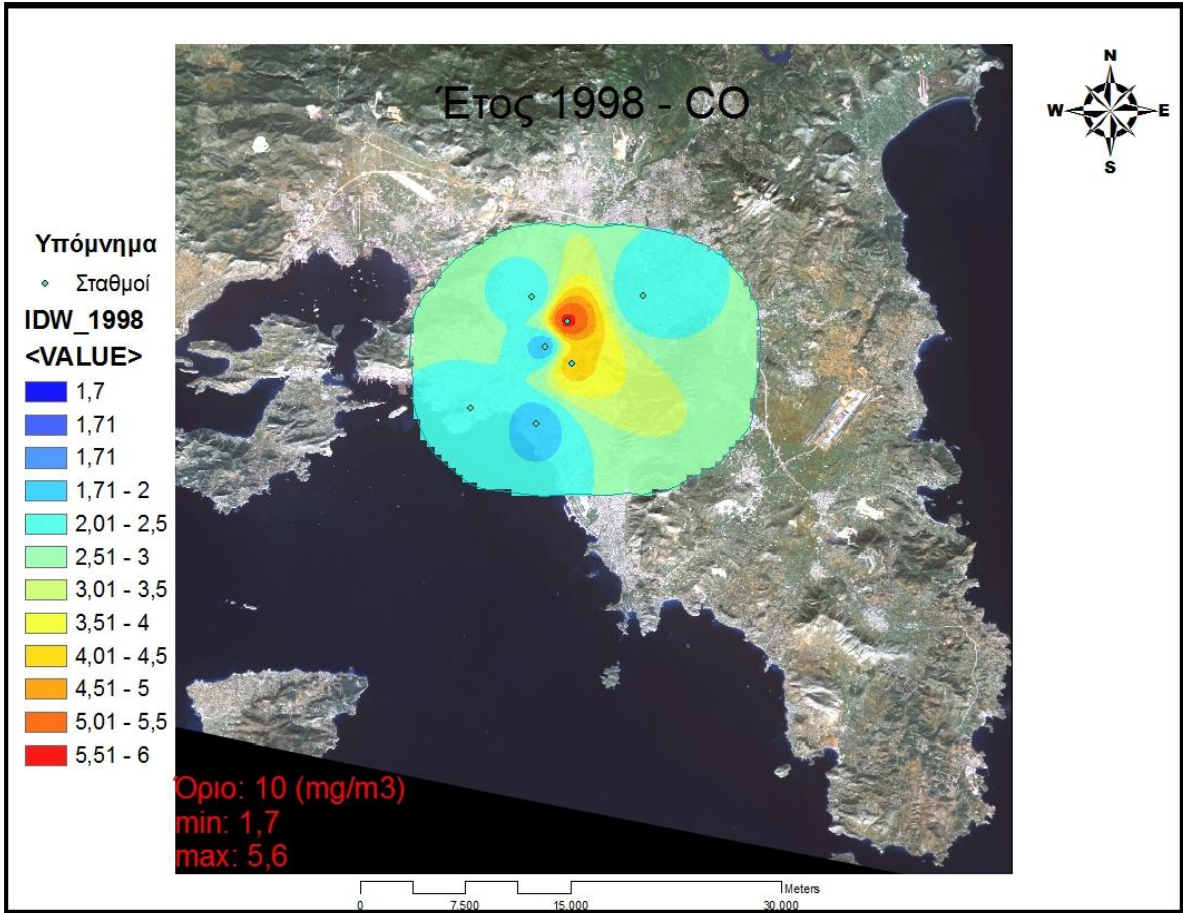 Έτος 1998 - CO
N
W E
S
Υπόμνημα
Σταθμοί
IDW_1998
<VALUE>
1,7
1,71
1,71
1,71 - 2
2,01 - 2,5
2,51 - 3
3,01 - 3,5
3,51 - 4
4,01 - 4,5
4,51 - 5
5,01 - 5,5
5,51 - 6
Όριο: 10 (mg/m3)
min: 1,7
max: 5,6
Meters
0 7.500 15.000 30.000